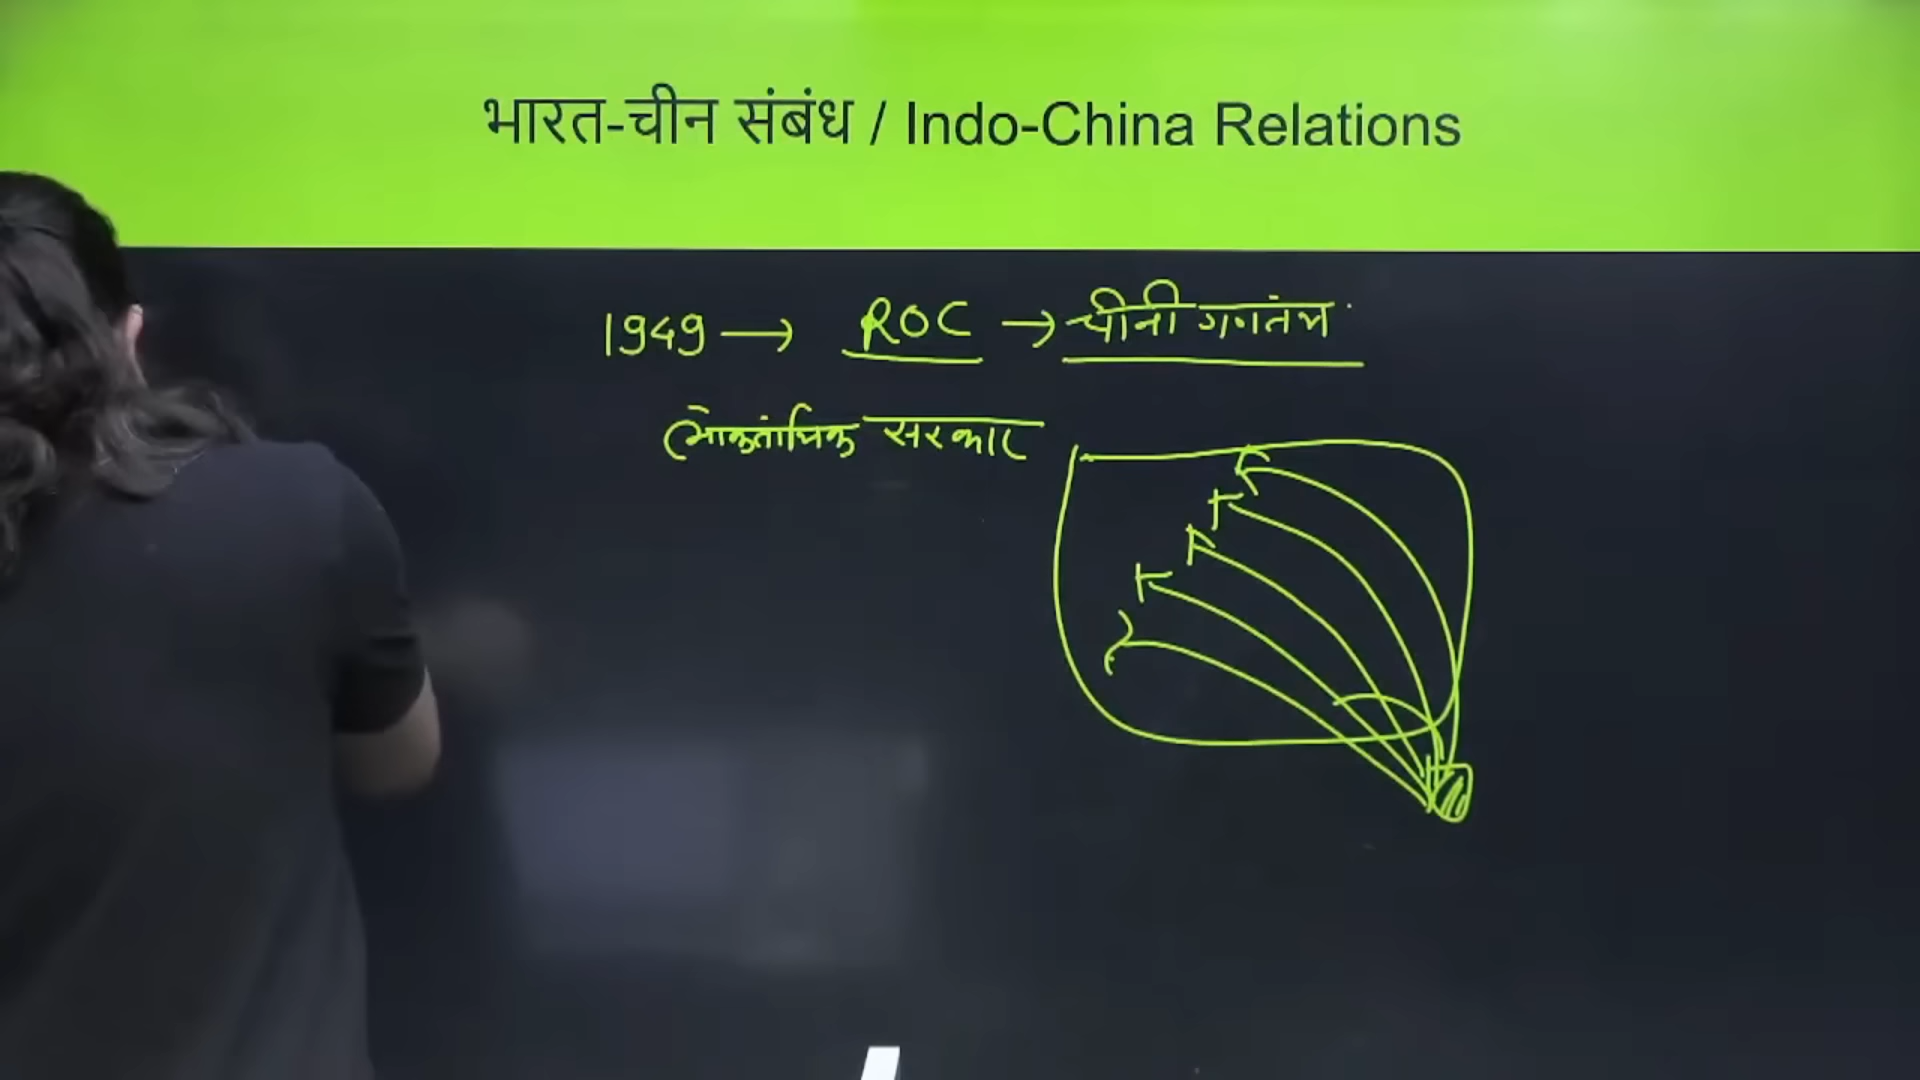 भारत-चीन संबंध / Indo-China Relations
1949 → ROC → चीनी गणतंत्र
लोकतांत्रिक सरकार